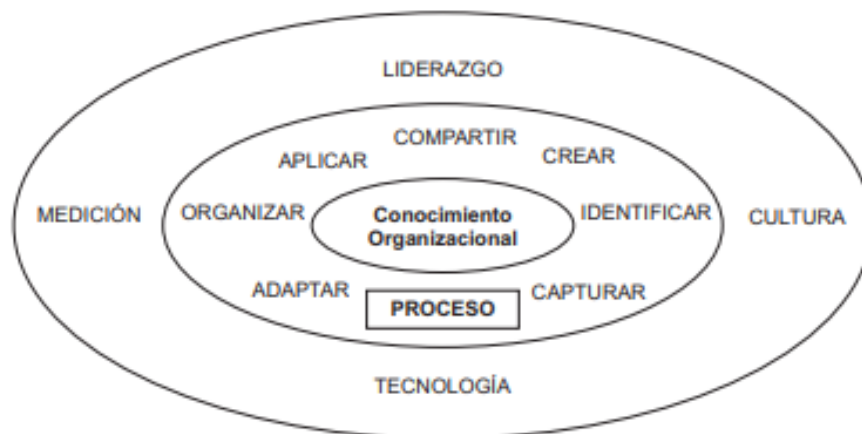 LIDERAZGO
COMPARTIR
APLICAR
CREAR
MEDICIÓN
ORGANIZAR
Conocimiento
Organizacional
IDENTIFICAR
CULTURA
ADAPTAR
PROCESO
CAPTURAR
TECNOLOGÍA